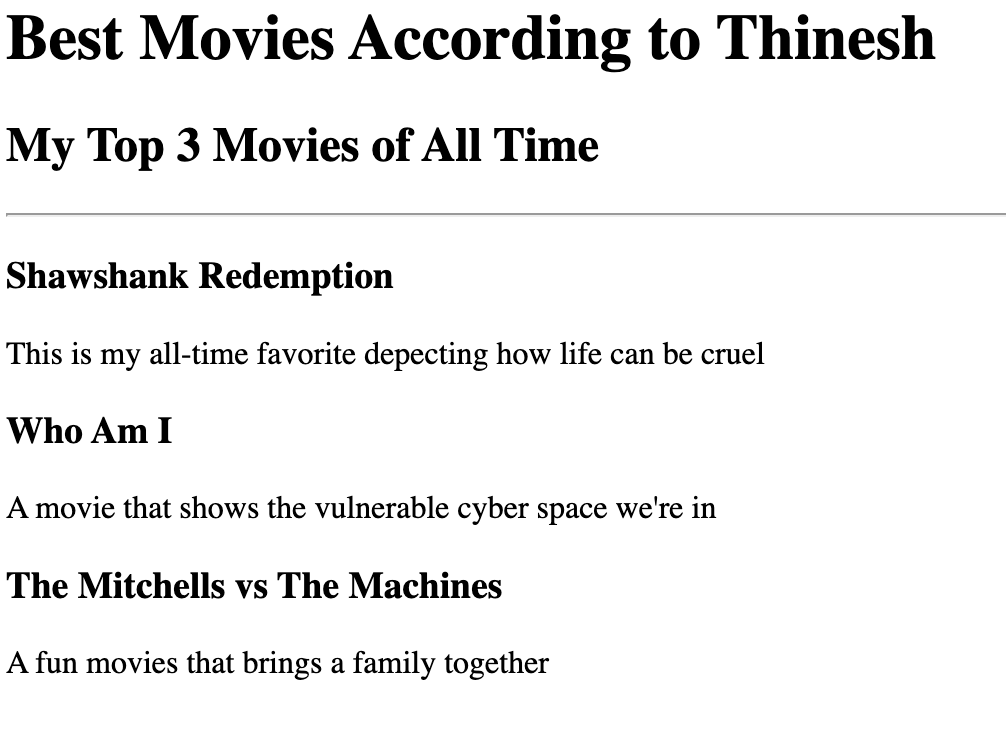 Best Movies According to Thinesh
My Top 3 Movies of All Time
Shawshank Redemption
This is my all-time favorite depecting how life can be cruel
Who Am I
A movie that shows the vulnerable cyber space we're in
The Mitchells vs The Machines
A fun movies that brings a family together